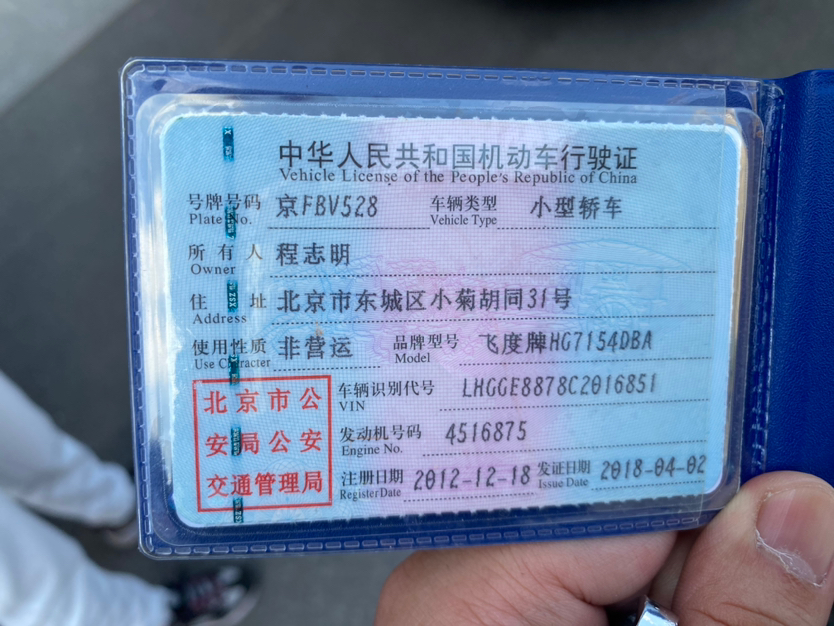 中华人民共和国机动车行驶证
Vehicle License of the People's Republic of China
号牌号码 京FBV528 车辆类型 小型轿车
Plate No. Vehicle Type
所有人 程志明
Owner
住址 北京市东城区小菊胡同31号
Address
使用性质 非营运 品牌型号 飞度牌HG7154DBA
Use Character Model
北京市公安局公安交通管理局
车辆识别代号 LHGGE8878C2016851
VIN
发动机号码 4516875
Engine No.
注册日期 2012-12-18 发证日期 2018-04-02
Register Date Issue Date